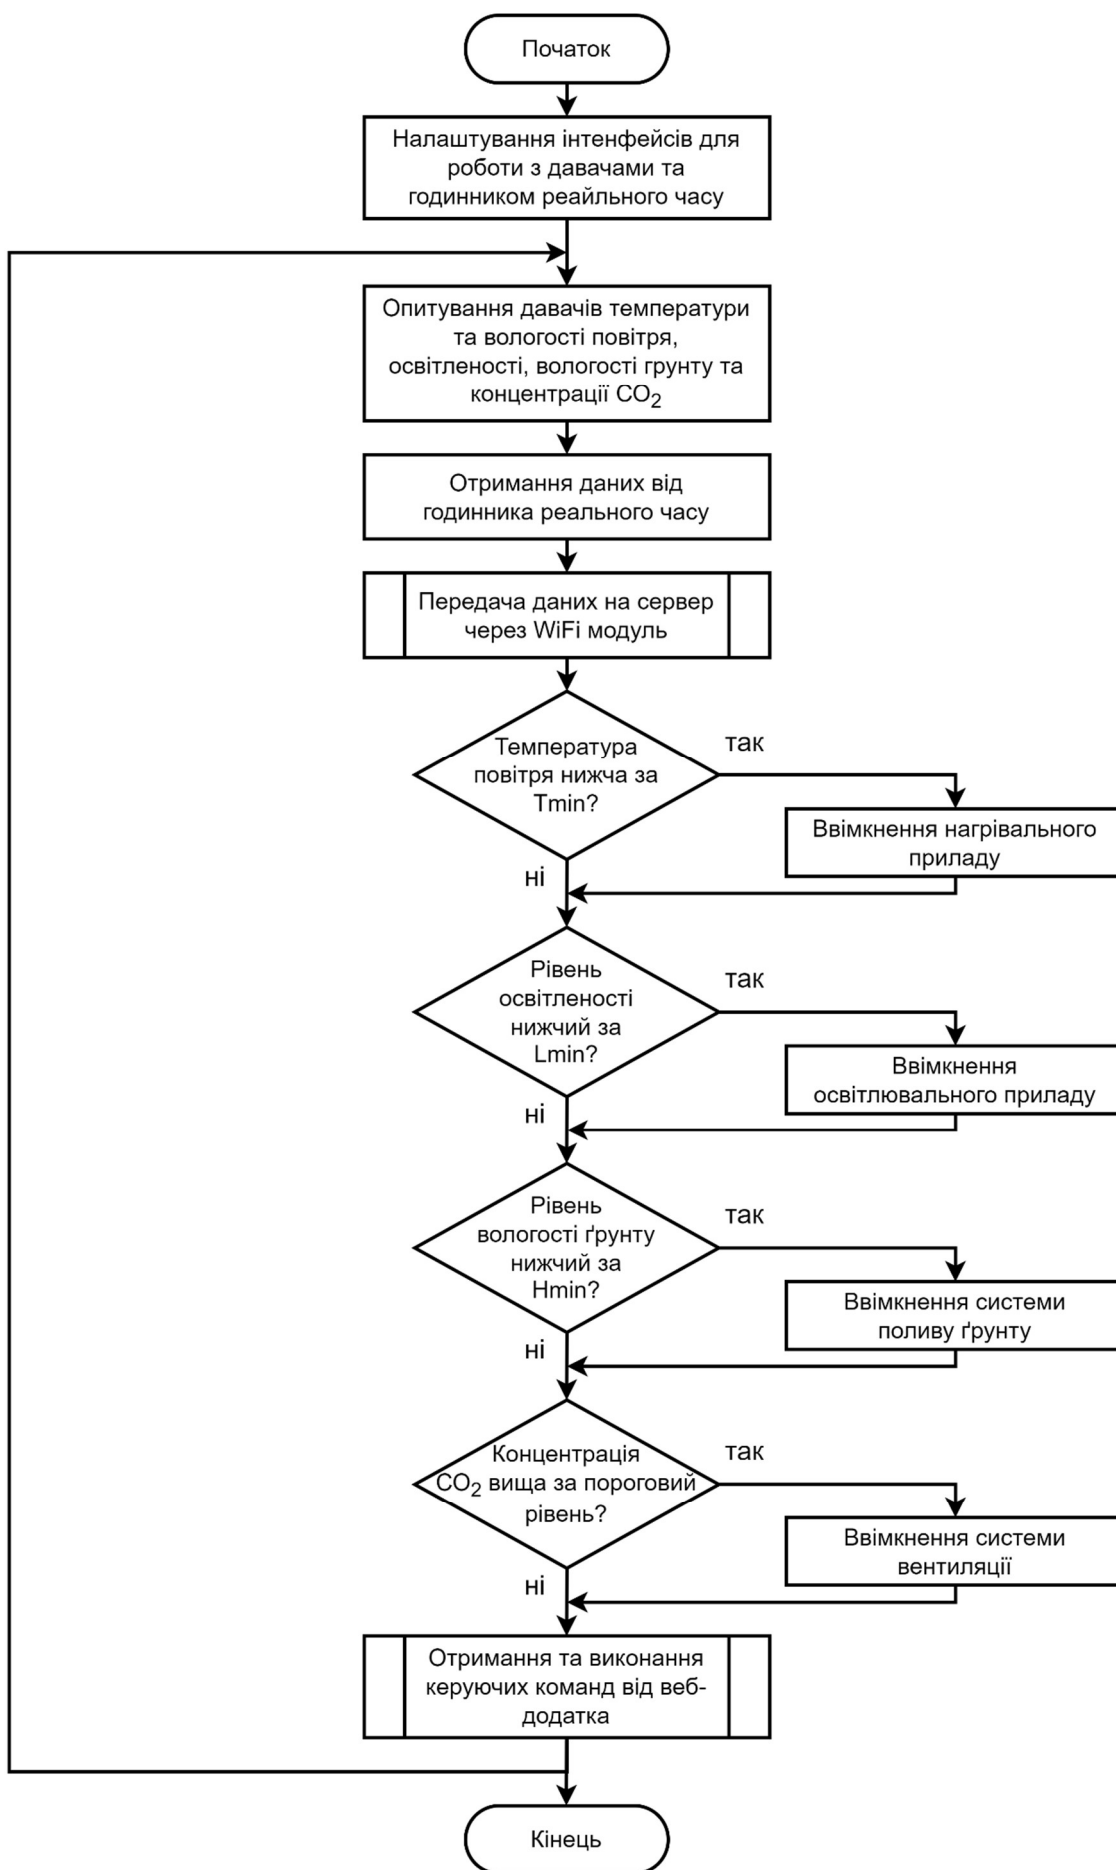 Початок
Налаштування інтенфейсів для
роботи з давачами та
годинником реайльного часу
Опитування давачів температури
та вологості повітря,
освітленості, вологості грунту та
концентрації CO2
Отримання даних від
годинника реального часу
Передача даних на сервер
через WiFi модуль
Температура
повітря нижча за
Tmin?
так
Ввімкнення нагрівального
приладу
ні
Рівень
освітленості
нижчий за
Lmin?
так
Ввімкнення
освітлювального приладу
ні
Рівень
вологості ґрунту
нижчий за
Hmin?
так
Ввімкнення системи
поливу ґрунту
ні
Концентрація
CO2 вища за пороговий
рівень?
так
Ввімкнення системи
вентиляції
ні
Отримання та виконання
керуючих команд від веб-
додатка
Кінець